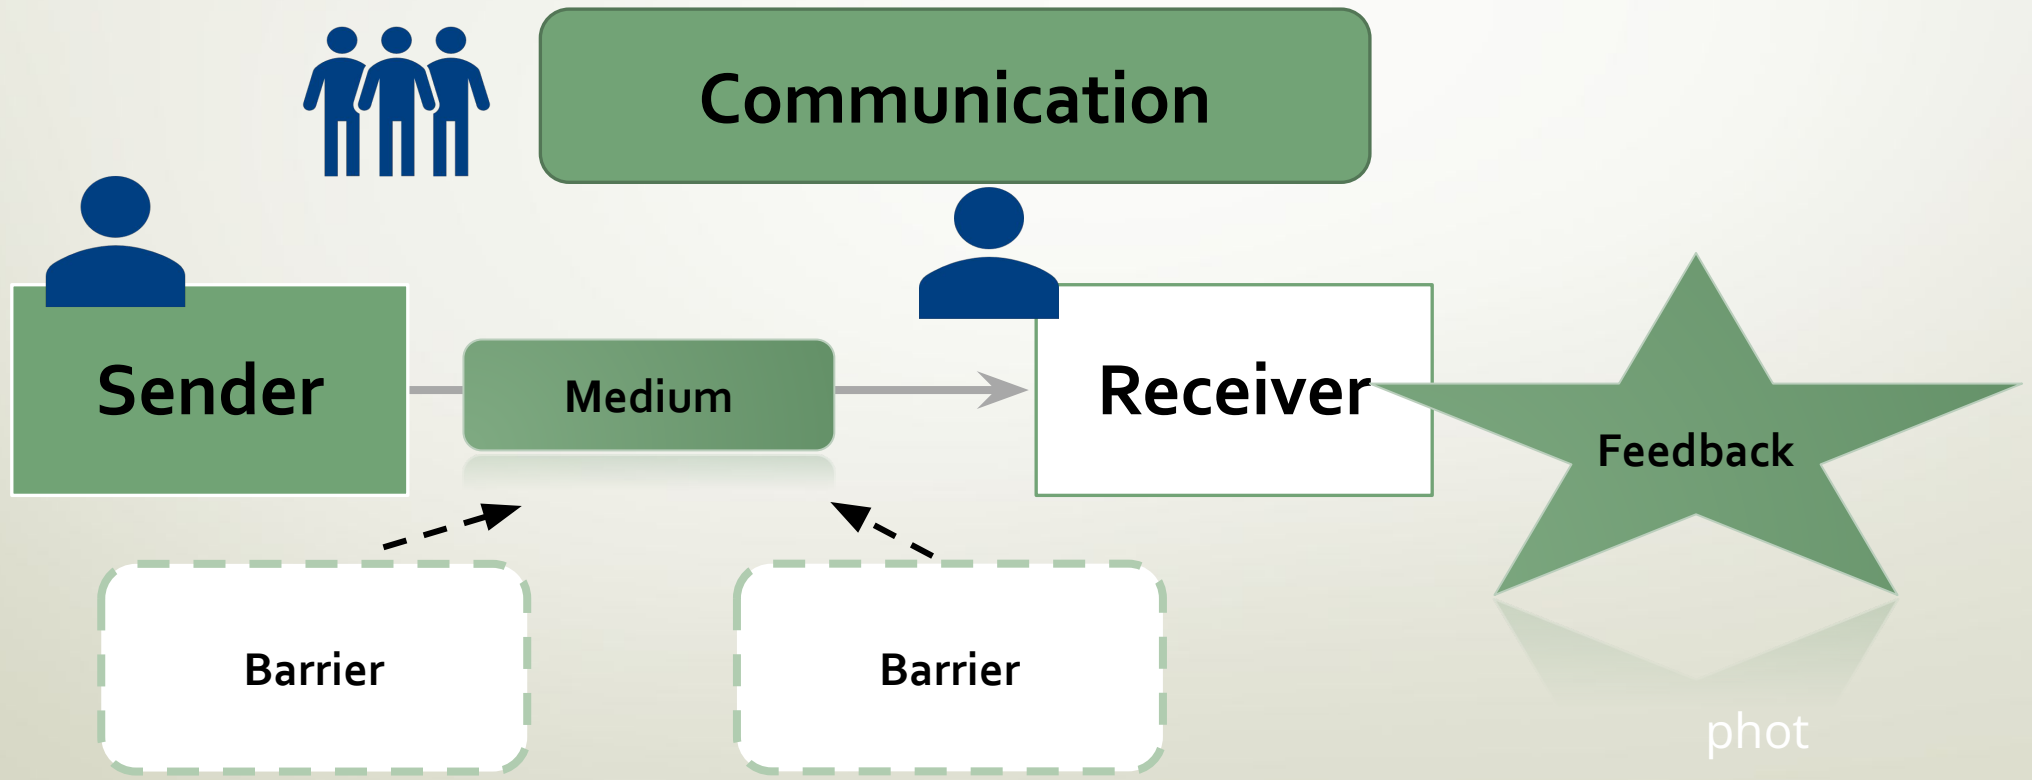 Communication
Sender
Medium
Receiver
Feedback
Barrier
Barrier
phot